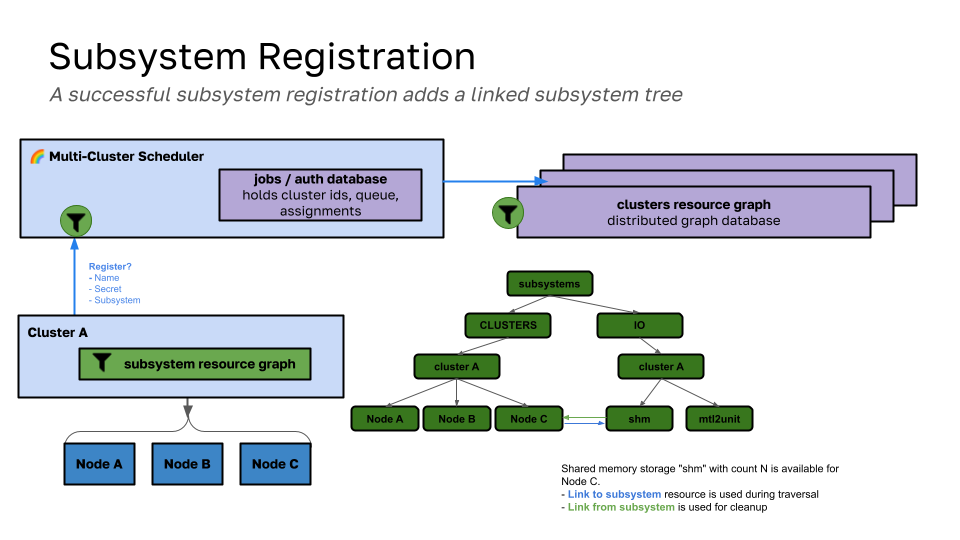 Subsystem Registration
A successful subsystem registration adds a linked subsystem tree
🌈 Multi-Cluster Scheduler
jobs / auth database
holds cluster ids, queue,
assignments
clusters resource graph
distributed graph database
Register?
- Name
- Secret
- Subsystem
Cluster A
subsystem resource graph
Node A
Node B
Node C
subsystems
CLUSTERS
IO
cluster A
cluster A
Node A
Node B
Node C
shm
mtl2unit
Shared memory storage "shm" with count N is available for
Node C.
- Link to subsystem resource is used during traversal
- Link from subsystem is used for cleanup